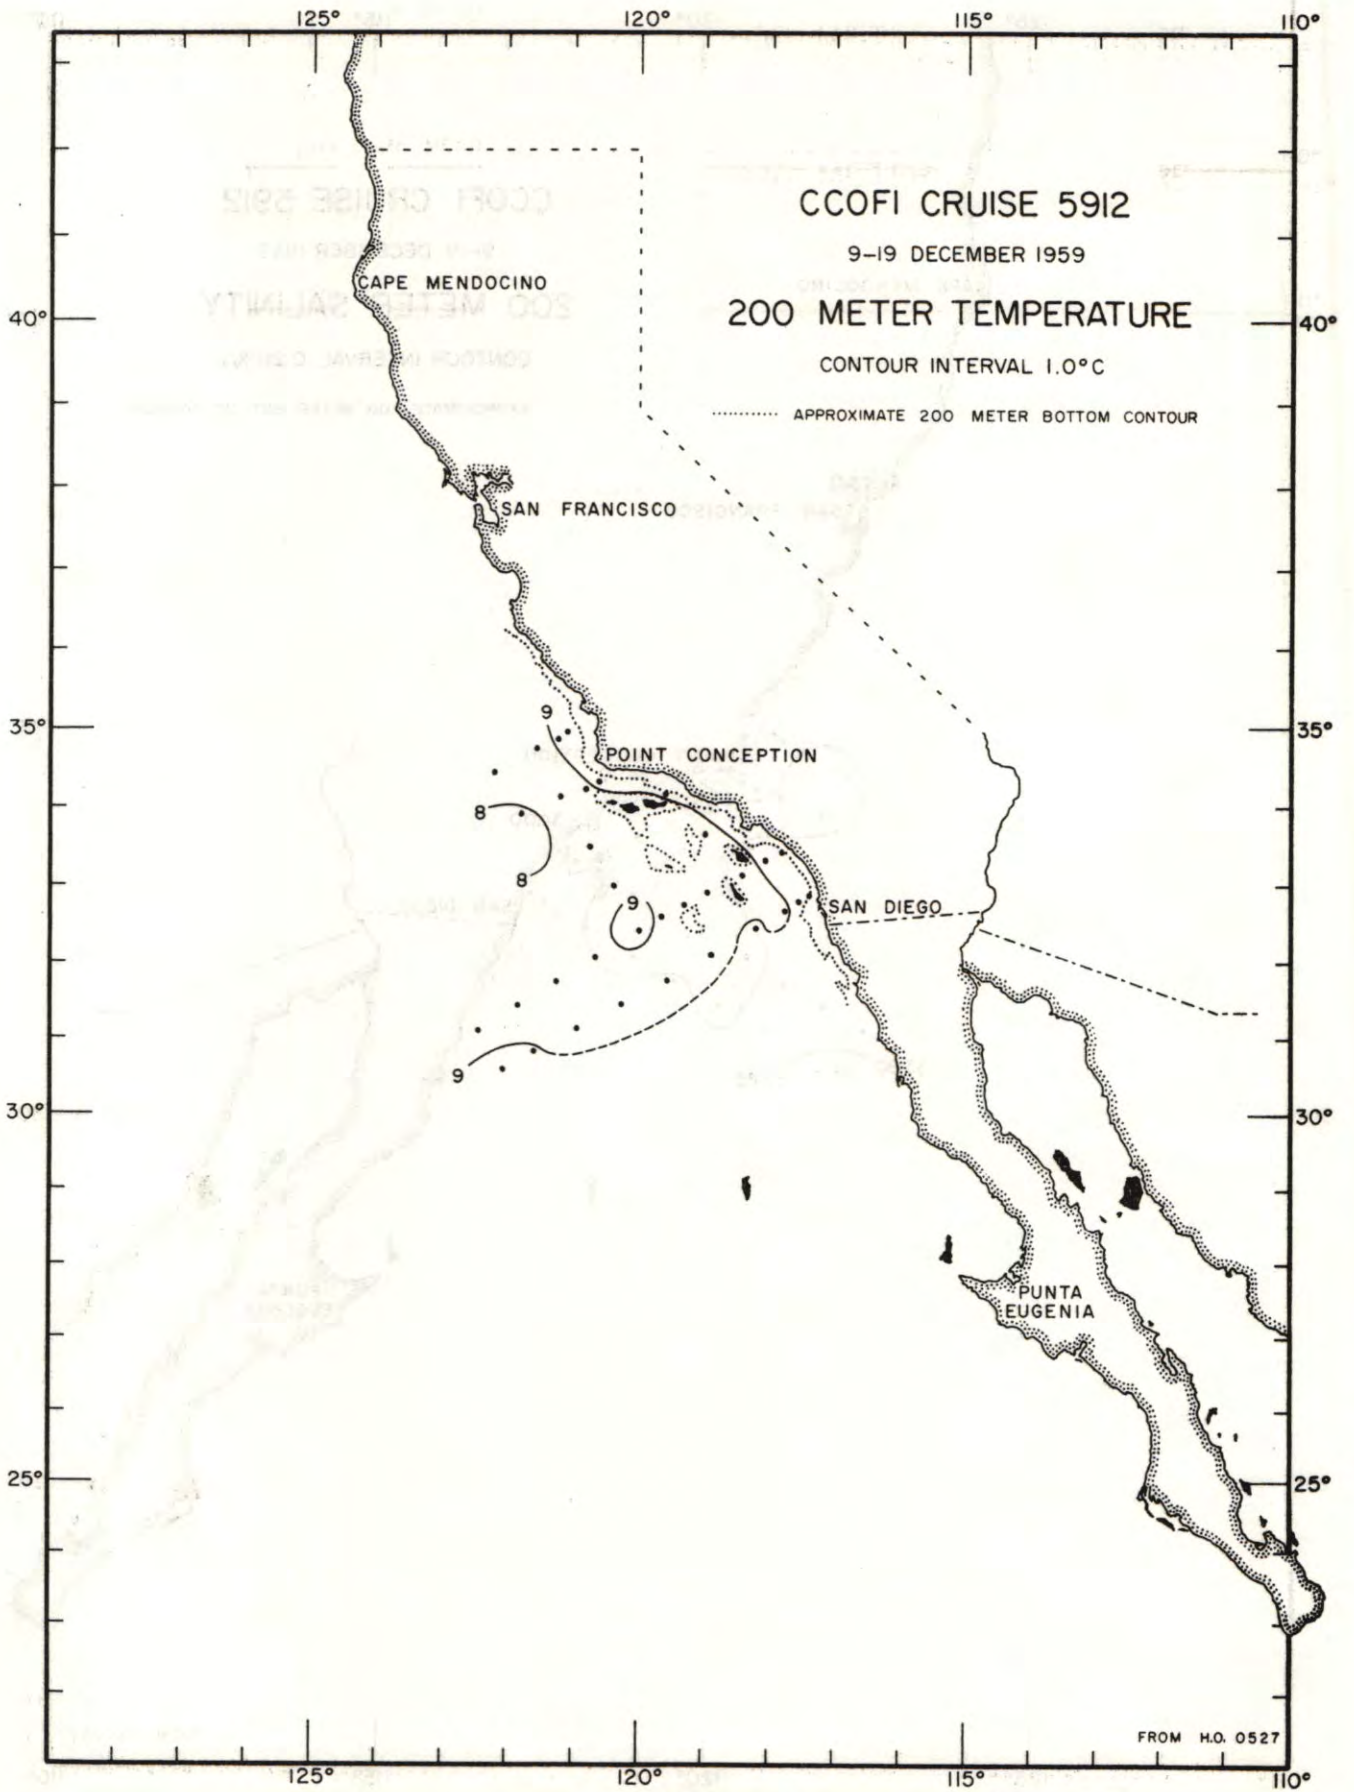 125° 120° 115° 110°
CCOFI CRUISE 5912
9-19 DECEMBER 1959
CAPE MENDOCINO
200 METER TEMPERATURE
40° 40°
CONTOUR INTERVAL 1.0°C
APPROXIMATE 200 METER BOTTOM CONTOUR
SAN FRANCISCO
9
35° 35°
POINT CONCEPTION
8
8
9
SAN DIEGO
9
30° 30°
PUNTA
EUGENIA
25° 25°
FROM H.O. 0527
125° 120° 115° 110°